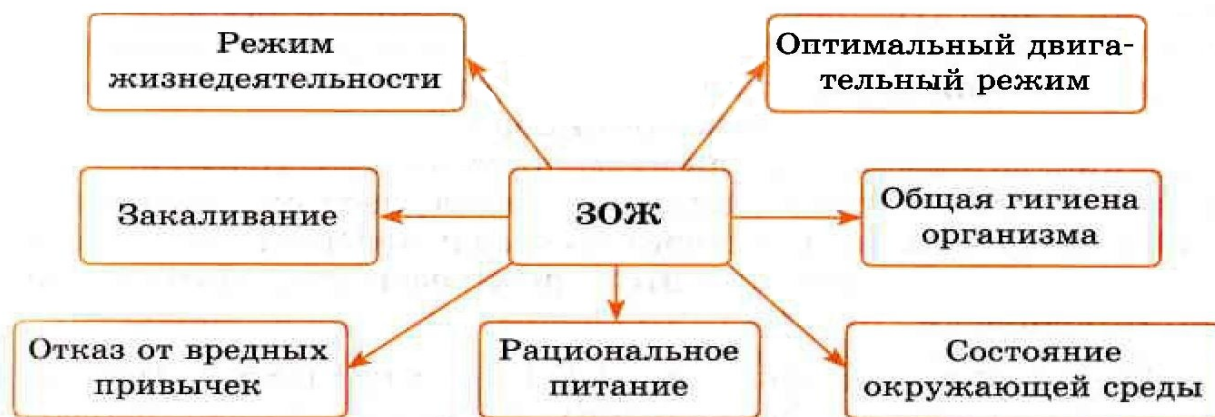 Режим
жизнедеятельности
Оптимальный двига-
тельный режим
Закаливание
ЗОЖ
Общая гигиена
организма
Отказ от вредных
привычек
Рациональное
питание
Состояние
окружающей среды